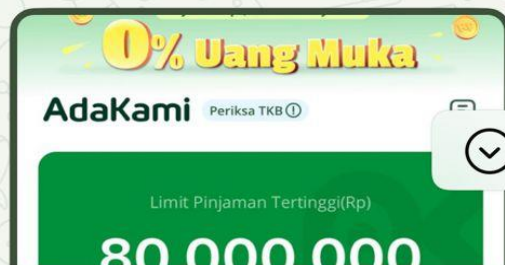 0% Uang Muka
AdaKami
Periksa TKB
Limit Pinjaman Tertinggi(Rp)
80.000.000